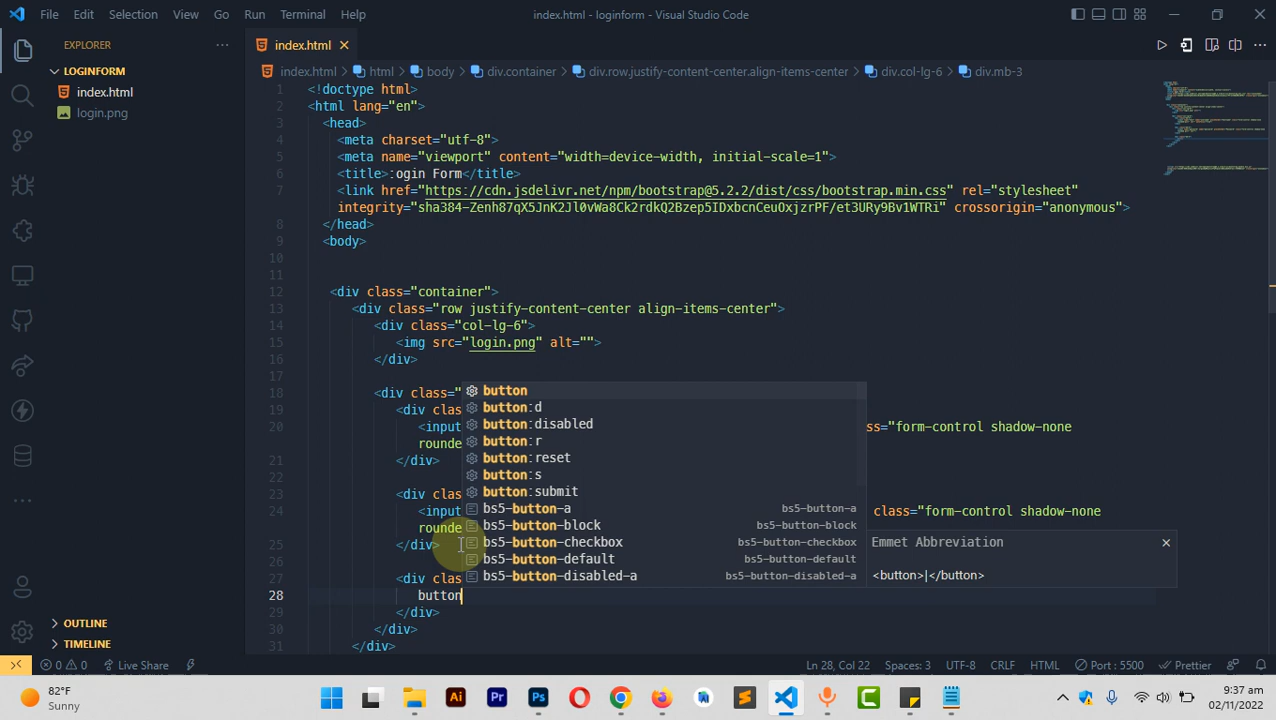 File Edit Selection View Go Run Terminal Help index.html - loginform - Visual Studio Code
EXPLORER
index.html
LOGINFORM
index.html
login.png
index.html > html > body > div.container > div.row.justify-content-center.align-items-center > div.col-lg-6 > div.mb-3
1 <!doctype html>
2 <html lang="en">
3 <head>
4 <meta charset="utf-8">
5 <meta name="viewport" content="width=device-width, initial-scale=1">
6 <title>:ogin Form</title>
7 <link href="https://cdn.jsdelivr.net/npm/bootstrap@5.2.2/dist/css/bootstrap.min.css" rel="stylesheet"
integrity="sha384-Zenh87qX5JnK2Jl0vWa8Ck2rdkQ2Bzep5IDxbcnCeuOxjzrPF/et3URy9Bv1WTRi" crossorigin="anonymous">
8 </head>
9 <body>
10
11
12 <div class="container">
13 <div class="row justify-content-center align-items-center">
14 <div class="col-lg-6">
15 <img src="login.png" alt="">
16 </div>
17
18 <div class="
19 <div clas
20 <input ss="form-control shadow-none
rounde
21 </div>
22
23 <div clas
24 <input class="form-control shadow-none
rounde
25 </div>
26
27 <div clas
28 button
29 </div>
30 </div>
31 </div>
button
button:d
button:disabled
button:r
button:reset
button:s
button:submit
bs5-button-a bs5-button-a
bs5-button-block bs5-button-block
bs5-button-checkbox bs5-button-checkbox
bs5-button-default bs5-button-default
bs5-button-disabled-a bs5-button-disabled-a
Emmet Abbreviation
<button>|</button>
OUTLINE
TIMELINE
0 0 Live Share Ln 28, Col 22 Spaces: 3 UTF-8 CRLF HTML Port : 5500 Prettier
82°F
Sunny
Ai Pr Ps
9:37 am
02/11/2022